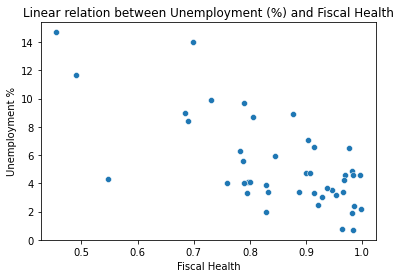 Linear relation between Unemployment (%) and Fiscal Health
14
12
10
8
6
4
2
0
Unemployment %
0.5 0.6 0.7 0.8 0.9 1.0
Fiscal Health